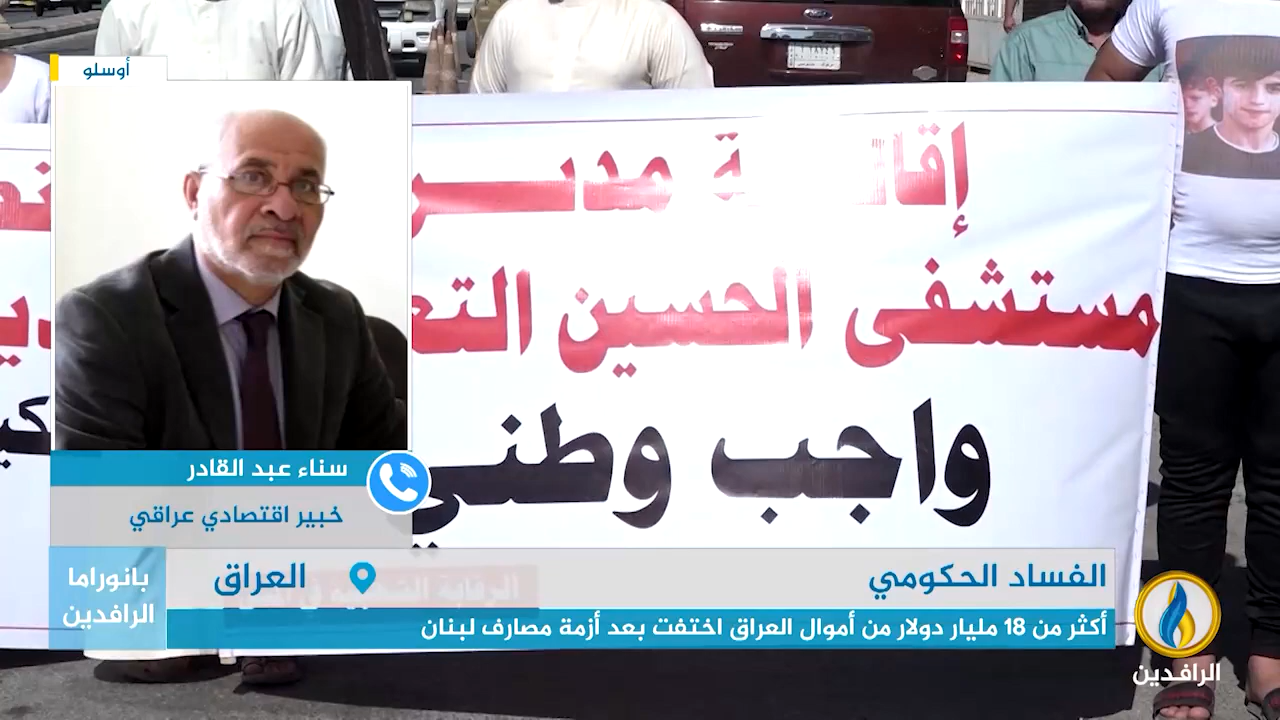 أوسلو
إقالة مديرة
مستشفى الحسين
واجب وطني
سناء عبد القادر
خبير اقتصادي عراقي
بانوراما
الرافدين
العراق
الفساد الحكومي
أكثر من 18 مليار دولار من أموال العراق اختفت بعد أزمة مصارف لبنان
الرافدين